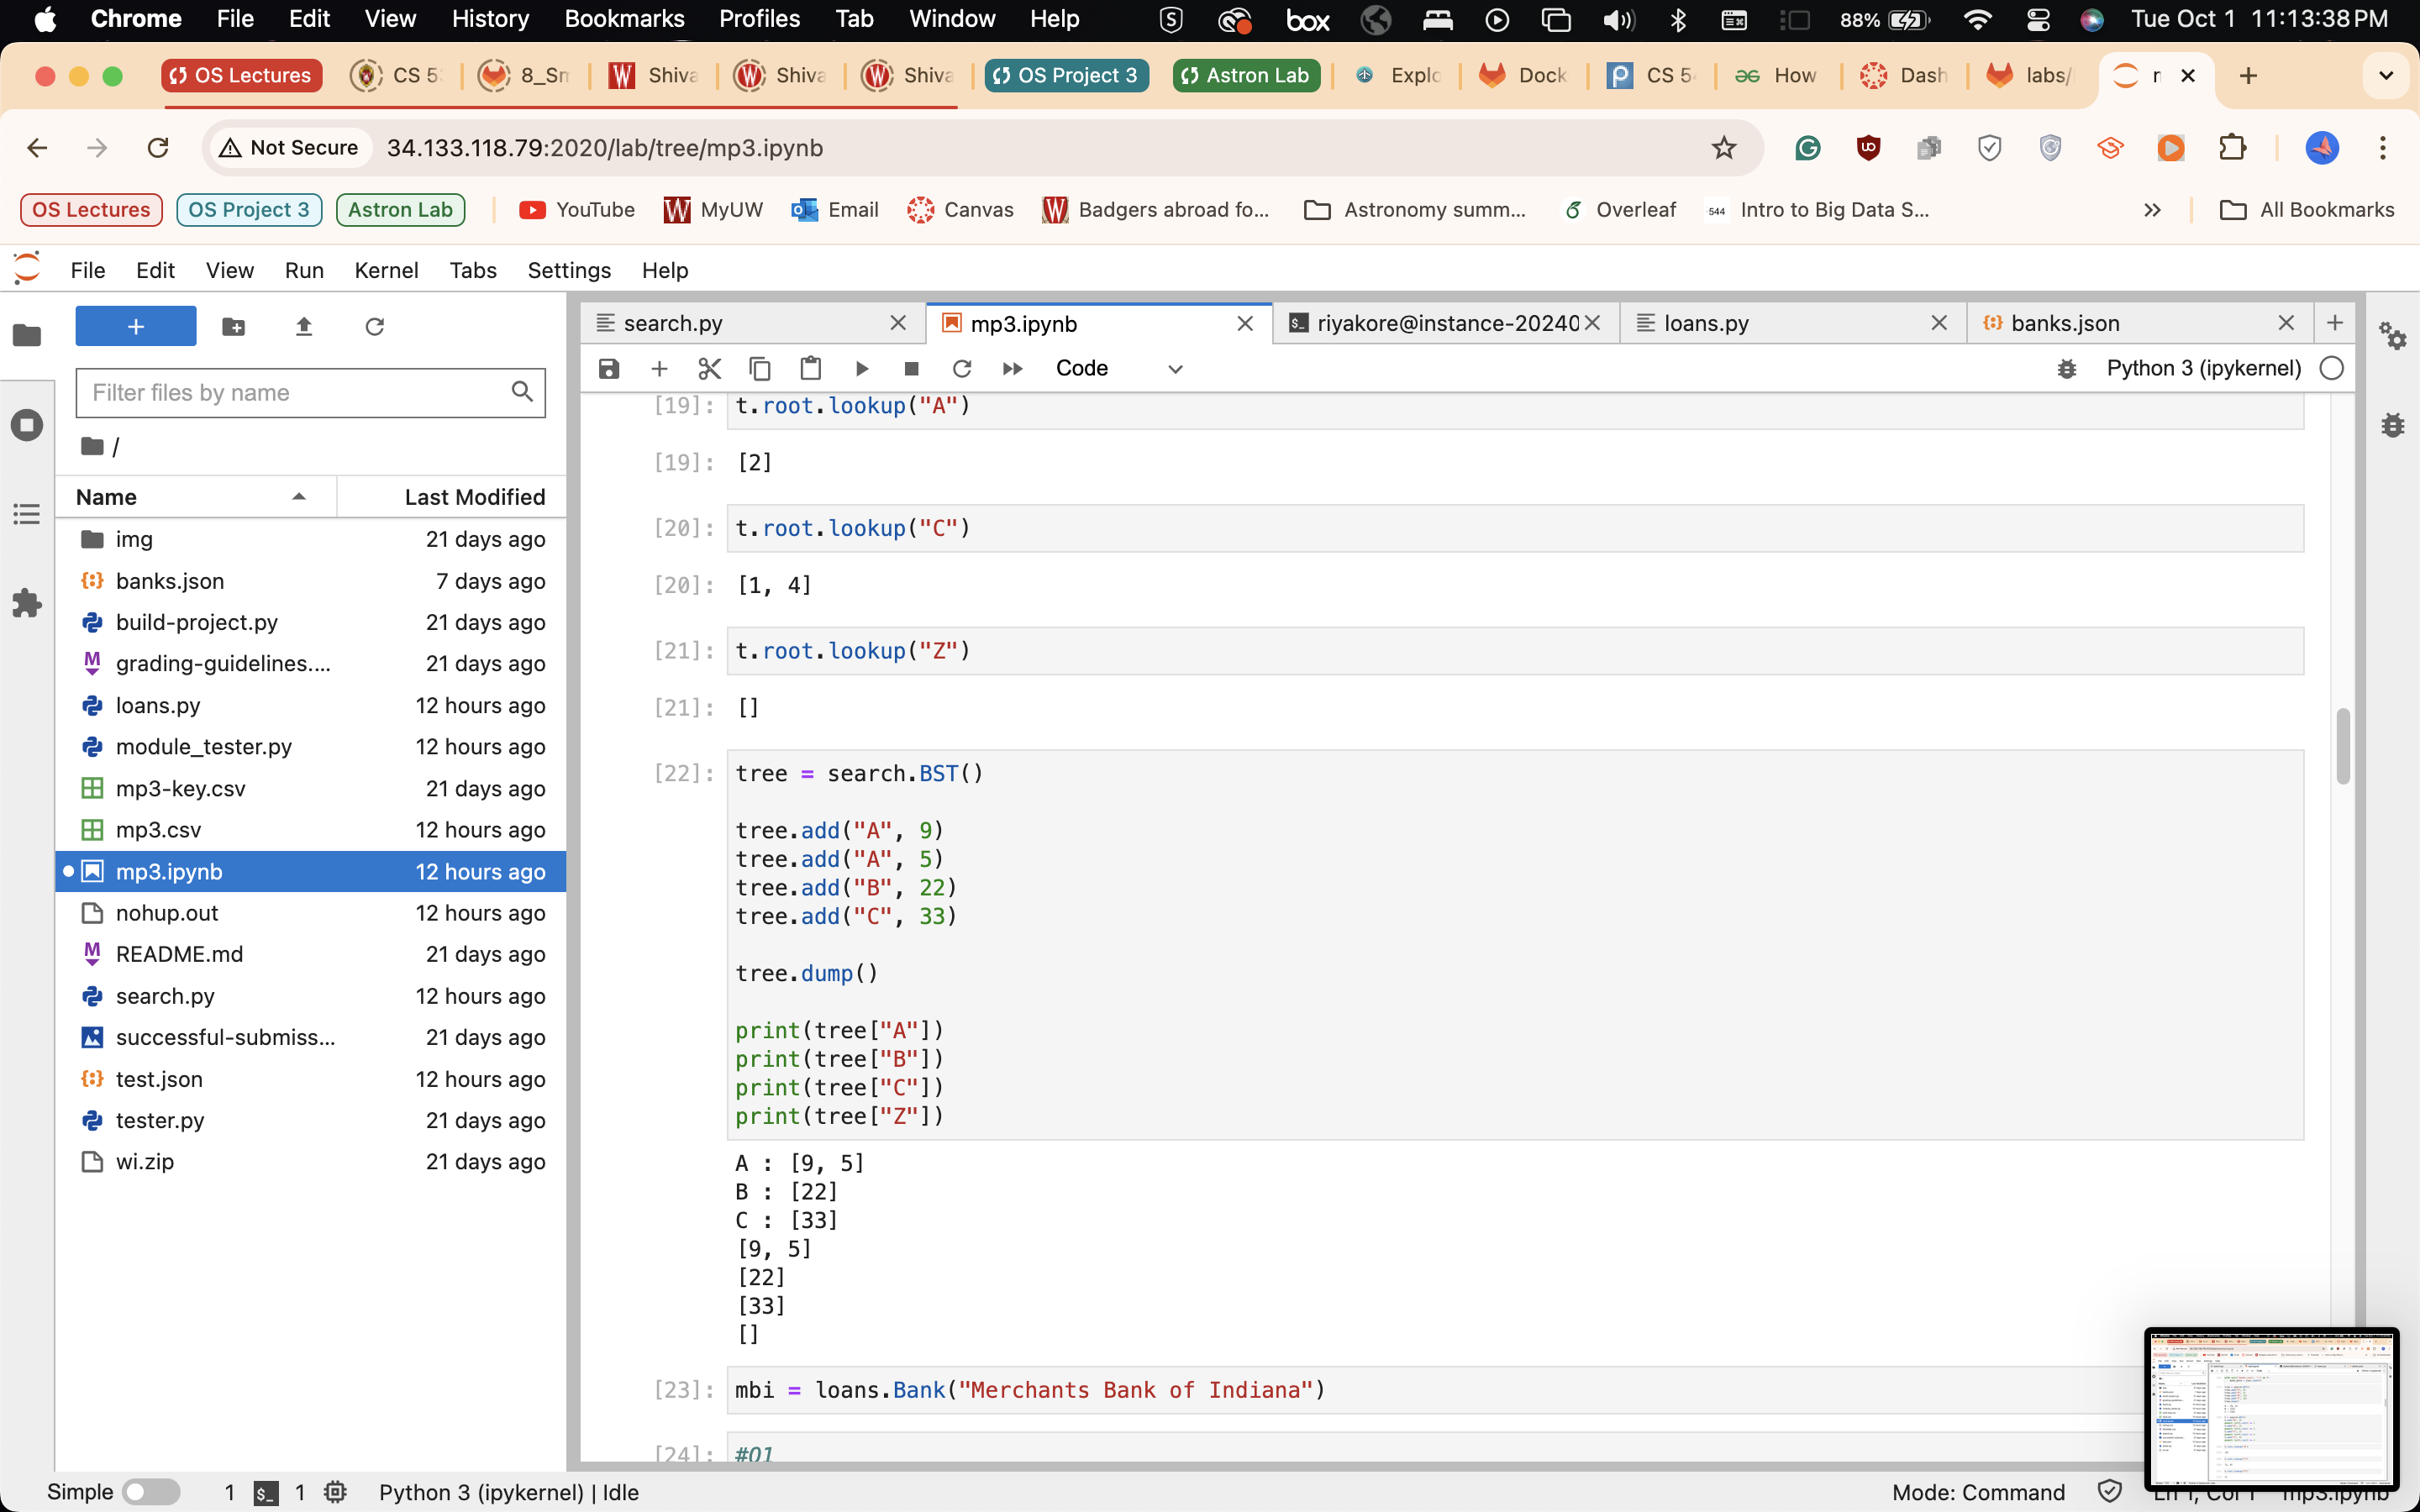 Chrome File Edit View History Bookmarks Profiles Tab Window Help box 88% Tue Oct 1 11:13:38 PM
OS Lectures CS 5 8_Sm Shiva Shiva Shiva OS Project 3 Astron Lab Explo Dock CS 54 How Dash labs/
Not Secure 34.133.118.79:2020/lab/tree/mp3.ipynb
OS Lectures OS Project 3 Astron Lab YouTube MyUW Email Canvas Badgers abroad fo... Astronomy summ... Overleaf 544 Intro to Big Data S... » All Bookmarks
File Edit View Run Kernel Tabs Settings Help
search.py mp3.ipynb riyakore@instance-20240 loans.py banks.json
Code Python 3 (ipykernel)
Filter files by name
/
Name Last Modified
img 21 days ago
banks.json 7 days ago
build-project.py 21 days ago
grading-guidelines.... 21 days ago
loans.py 12 hours ago
module_tester.py 12 hours ago
mp3-key.csv 21 days ago
mp3.csv 12 hours ago
mp3.ipynb 12 hours ago
nohup.out 12 hours ago
README.md 21 days ago
search.py 12 hours ago
successful-submiss... 21 days ago
test.json 12 hours ago
tester.py 21 days ago
wi.zip 21 days ago
[19]: t.root.lookup("A")
[19]: [2]
[20]: t.root.lookup("C")
[20]: [1, 4]
[21]: t.root.lookup("Z")
[21]: []
[22]: tree = search.BST()
tree.add("A", 9)
tree.add("A", 5)
tree.add("B", 22)
tree.add("C", 33)
tree.dump()
print(tree["A"])
print(tree["B"])
print(tree["C"])
print(tree["Z"])
A : [9, 5]
B : [22]
C : [33]
[9, 5]
[22]
[33]
[]
[23]: mbi = loans.Bank("Merchants Bank of Indiana")
[24]: #Q1
Simple 1 $_ 1 Python 3 (ipykernel) | Idle Mode: Command Ln 1, Col 1 mp3.ipynb